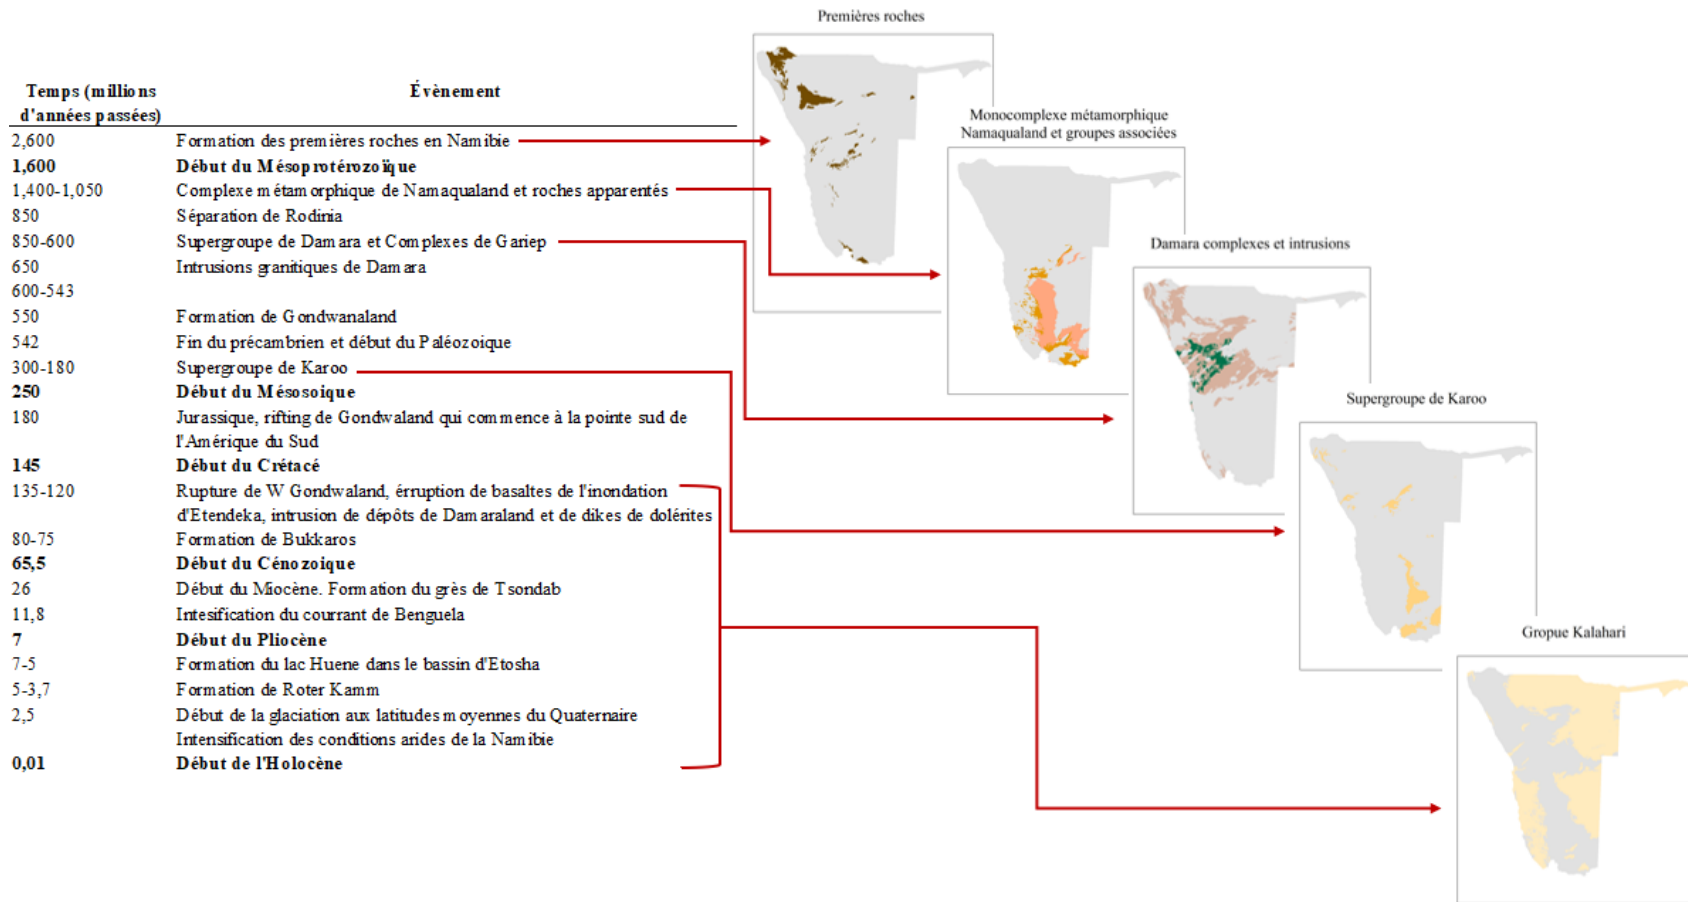 Premières roches
Temps (millions
d'années passées)
Évènement
2,600 Formation des premières roches en Namibie
1,600 Début du Mésoprotérozoïque
1,400-1,050 Complexe métamorphique de Namaqualand et roches apparentés
850 Séparation de Rodinia
850-600 Supergroupe de Damara et Complexes de Gariep
650 Intrusions granitiques de Damara
600-543
550 Formation de Gondwanaland
542 Fin du précambrien et début du Paléozoique
300-180 Supergroupe de Karoo
250 Début du Mésosoique
180 Jurassique, rifting de Gondwaland qui commence à la pointe sud de
l'Amérique du Sud
145 Début du Crétacé
135-120 Rupture de W Gondwaland, érruption de basaltes de l'inondation
d'Etendeka, intrusion de dépôts de Damaraland et de dikes de dolérites
80-75 Formation de Bukkaros
65,5 Début du Cénozoique
26 Début du Miocène. Formation du grès de Tsondab
11,8 Intesification du courrant de Benguela
7 Début du Pliocène
7-5 Formation du lac Huene dans le bassin d'Etosha
5-3,7 Formation de Roter Kamm
2,5 Début de la glaciation aux latitudes moyennes du Quaternaire
Intensification des conditions arides de la Namibie
0,01 Début de l'Holocène
Monocomplexe métamorphique
Namaqualand et groupes associées
Damara complexes et intrusions
Supergroupe de Karoo
Gropue Kalahari